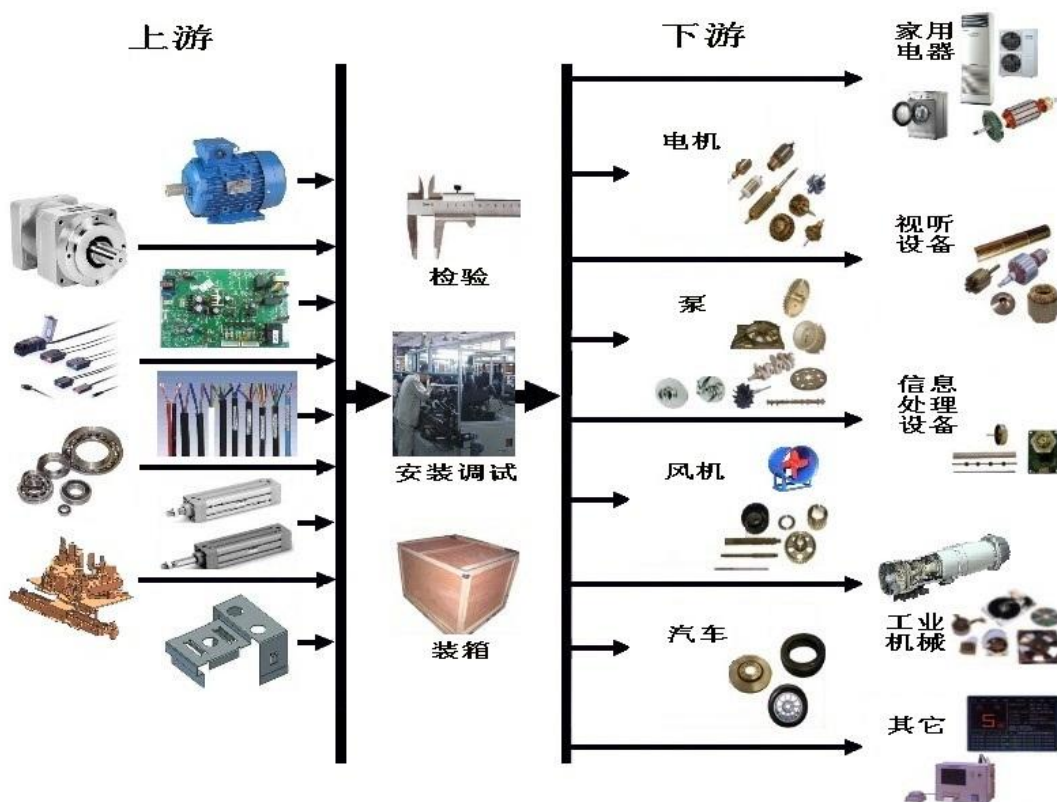 上游
下游
家用
电器
电机
视听
设备
检验
泵
信息
处理
设备
安装调试
风机
工业
机械
装箱
汽车
其它